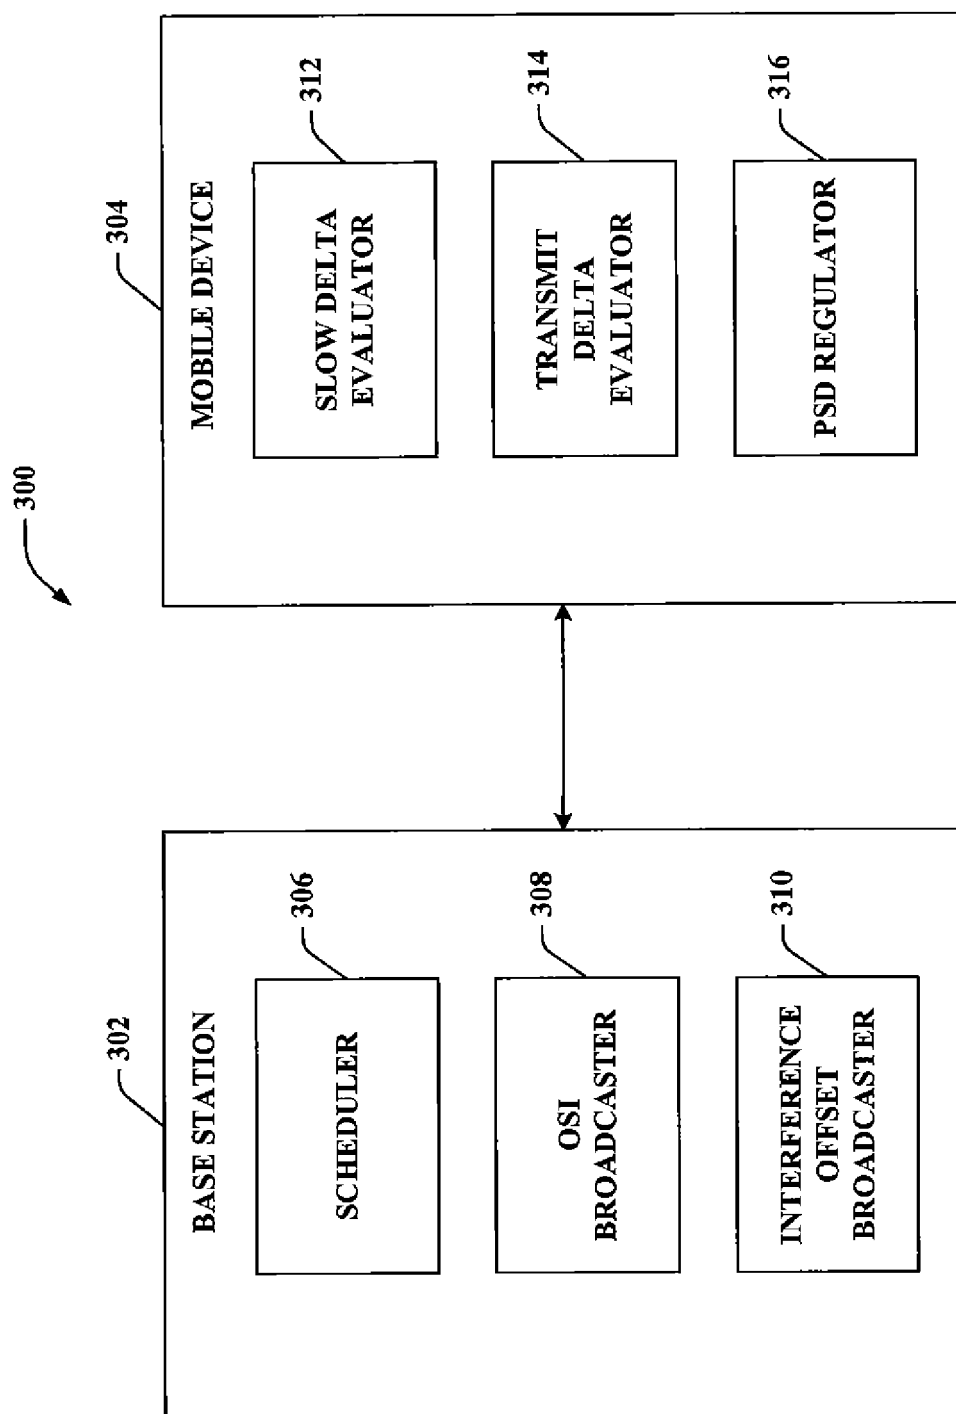 300
302
BASE STATION
306
SCHEDULER
308
OSI
BROADCASTER
310
INTERFERENCE
OFFSET
BROADCASTER
304
MOBILE DEVICE
312
SLOW DELTA
EVALUATOR
314
TRANSMIT
DELTA
EVALUATOR
316
PSD REGULATOR